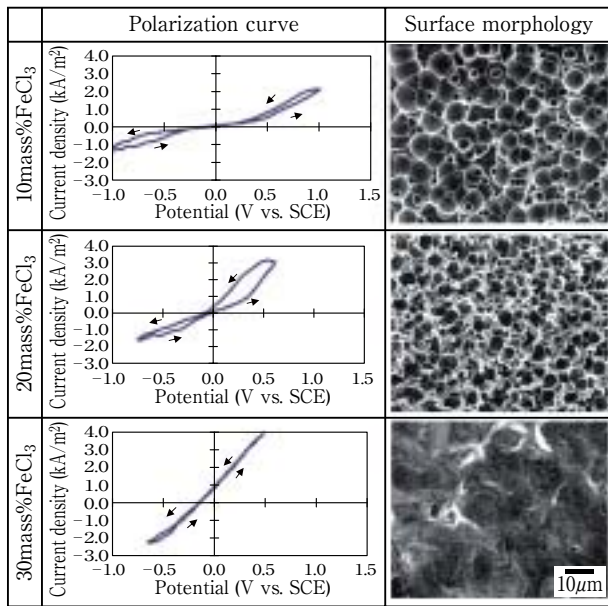 Polarization curve
Surface morphology
10mass%FeCl3
Current density (kA/m2)
4.0
3.0
2.0
1.0
0.0
−1.0
−2.0
−3.0
−1.0 −0.5 0.0 0.5 1.0 1.5
Potential (V vs. SCE)
20mass%FeCl3
Current density (kA/m2)
4.0
3.0
2.0
1.0
0.0
−1.0
−2.0
−3.0
−1.0 −0.5 0.0 0.5 1.0 1.5
Potential (V vs. SCE)
30mass%FeCl3
Current density (kA/m2)
4.0
3.0
2.0
1.0
0.0
−1.0
−2.0
−3.0
−1.0 −0.5 0.0 0.5 1.0 1.5
Potential (V vs. SCE)
10μm